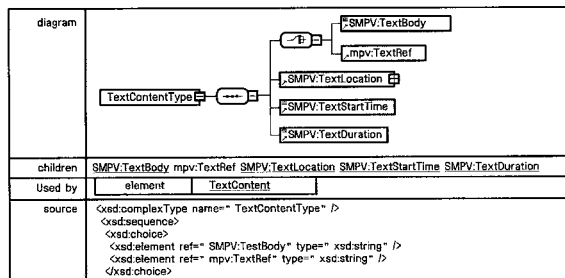 diagram
SMPV:TextBody
mpv:TextRef
SMPV:TextLocation
TextContentType
SMPV:TextStartTime
SMPV:TextDuration
children SMPV:TextBody mpv:TextRef SMPV:TextLocation SMPV:TextStartTime SMPV:TextDuration
Used by element TextContent
source <xsd:complexType name=" TextContentType" />
<xsd:sequence>
<xsd:choice>
<xsd:element ref=" SMPV:TestBody" type=" xsd:string" />
<xsd:element ref=" mpv:TextRef" type=" xsd:string" />
</xsd:choice>